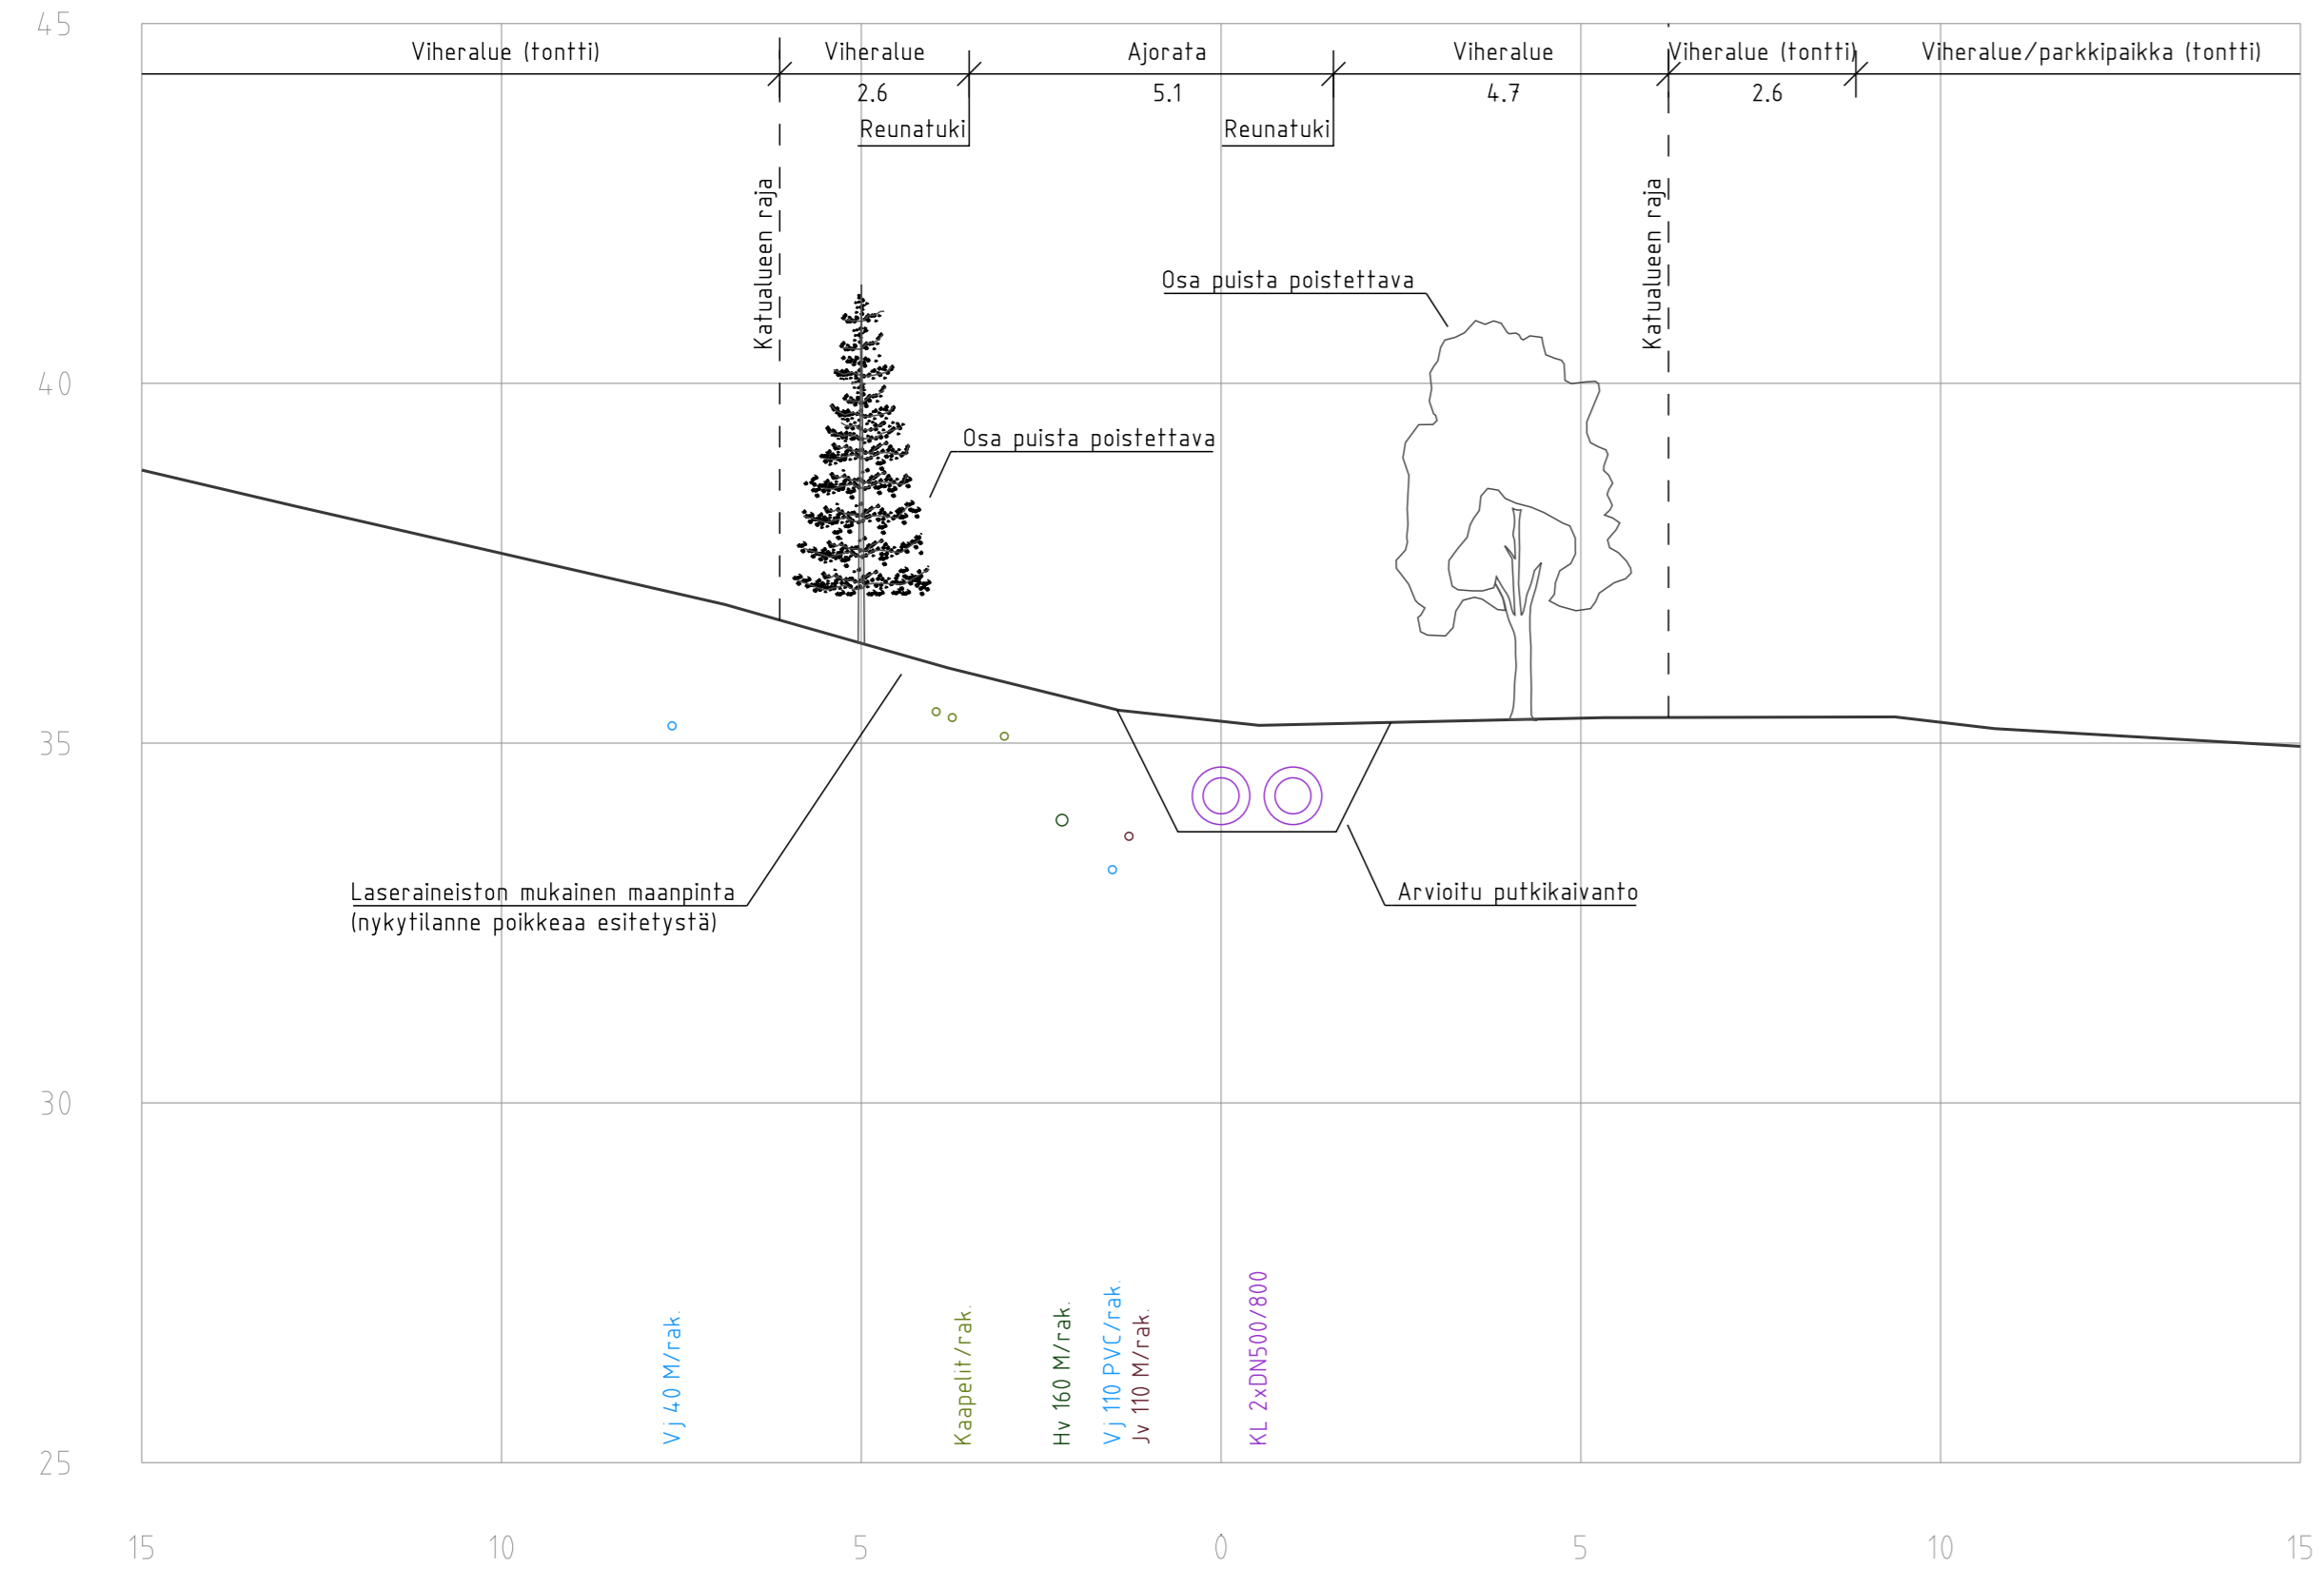 45
Viheralue (tontti)
Viheralue
Ajorata
Viheralue
Viheralue (tontti)
Viheralue/parkkipaikka (tontti)
2.6
5.1
4.7
2.6
Reunatuki
Reunatuki
Katualueen raja
Katualueen raja
Osa puista poistettava
40
Osa puista poistettava
35
Laseraineiston mukainen maanpinta
(nykytilanne poikkeaa esitetystä)
Arvioitu putkikaivanto
30
Vj 40 M/rak.
Kaapelit/rak.
Hv 160 M/rak.
Vj 110 PVC/rak.
Jv 110 M/rak.
KL 2xDN500/800
25
15
10
5
0
5
10
15